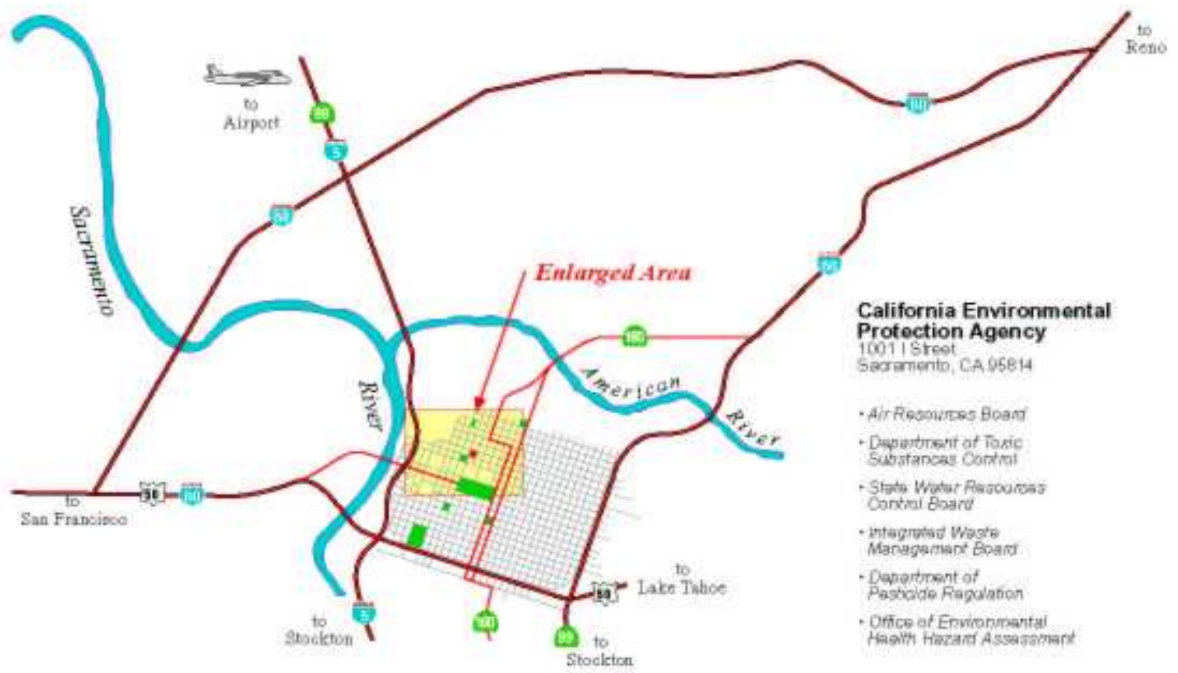 to
Reno
to
Airport
99
5
80
80
Sacramento
Enlarged Area
80
160
American
River
River
California Environmental
Protection Agency
1001 I Street
Sacramento, CA 95814
• Air Resources Board
• Department of Toxic
Substances Control
• State Water Resources
Control Board
• Integrated Waste
Management Board
• Department of
Pesticide Regulation
• Office of Environmental
Health Hazard Assessment
to
San Francisco
50
80
to
Lake Tahoe
50
to
Stockton
5
160
99
to
Stockton